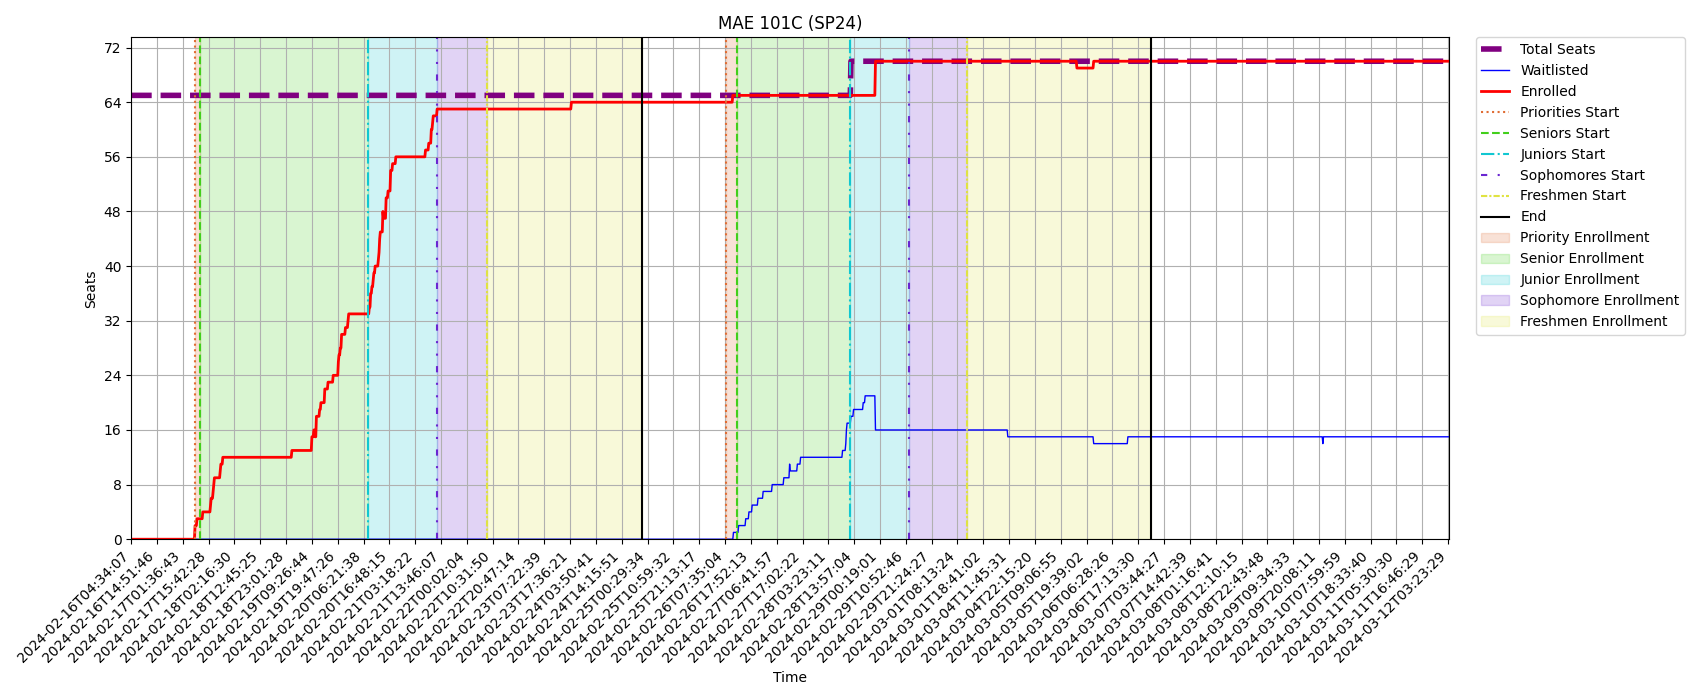 MAE 101C (SP24)
72
64
56
48
40
32
24
16
8
0
Seats
2024-02-16T04:34:07
2024-02-16T14:51:46
2024-02-17T01:36:43
2024-02-17T15:42:28
2024-02-18T02:16:30
2024-02-18T12:45:25
2024-02-18T23:01:28
2024-02-19T09:26:44
2024-02-19T19:47:26
2024-02-20T06:21:38
2024-02-20T16:48:15
2024-02-21T03:18:22
2024-02-21T13:46:07
2024-02-22T00:02:04
2024-02-22T10:31:50
2024-02-22T20:47:14
2024-02-23T07:22:39
2024-02-23T17:36:21
2024-02-24T03:50:41
2024-02-24T14:15:51
2024-02-25T00:29:34
2024-02-25T10:59:32
2024-02-25T21:13:17
2024-02-26T07:35:04
2024-02-26T17:52:13
2024-02-27T06:41:57
2024-02-27T17:02:22
2024-02-28T03:23:11
2024-02-28T13:57:04
2024-02-29T00:19:01
2024-02-29T10:52:46
2024-02-29T21:24:27
2024-03-01T08:13:24
2024-03-01T18:41:02
2024-03-04T11:45:31
2024-03-04T22:15:20
2024-03-05T09:06:55
2024-03-05T19:39:02
2024-03-06T06:28:26
2024-03-06T17:13:30
2024-03-07T03:44:27
2024-03-07T14:42:39
2024-03-08T01:16:41
2024-03-08T12:10:15
2024-03-08T22:43:48
2024-03-09T09:34:33
2024-03-09T20:08:11
2024-03-10T07:59:59
2024-03-10T18:33:40
2024-03-11T05:30:30
2024-03-11T16:46:29
2024-03-12T03:23:29
Time
Total Seats
Waitlisted
Enrolled
Priorities Start
Seniors Start
Juniors Start
Sophomores Start
Freshmen Start
End
Priority Enrollment
Senior Enrollment
Junior Enrollment
Sophomore Enrollment
Freshmen Enrollment